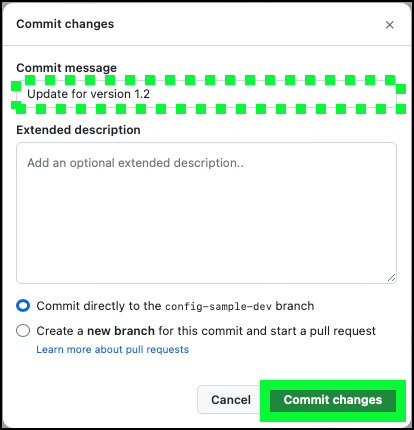 Commit changes
Commit message
Update for version 1.2
Extended description
Add an optional extended description..
Commit directly to the config-sample-dev branch
Create a new branch for this commit and start a pull request
Learn more about pull requests
Cancel
Commit changes